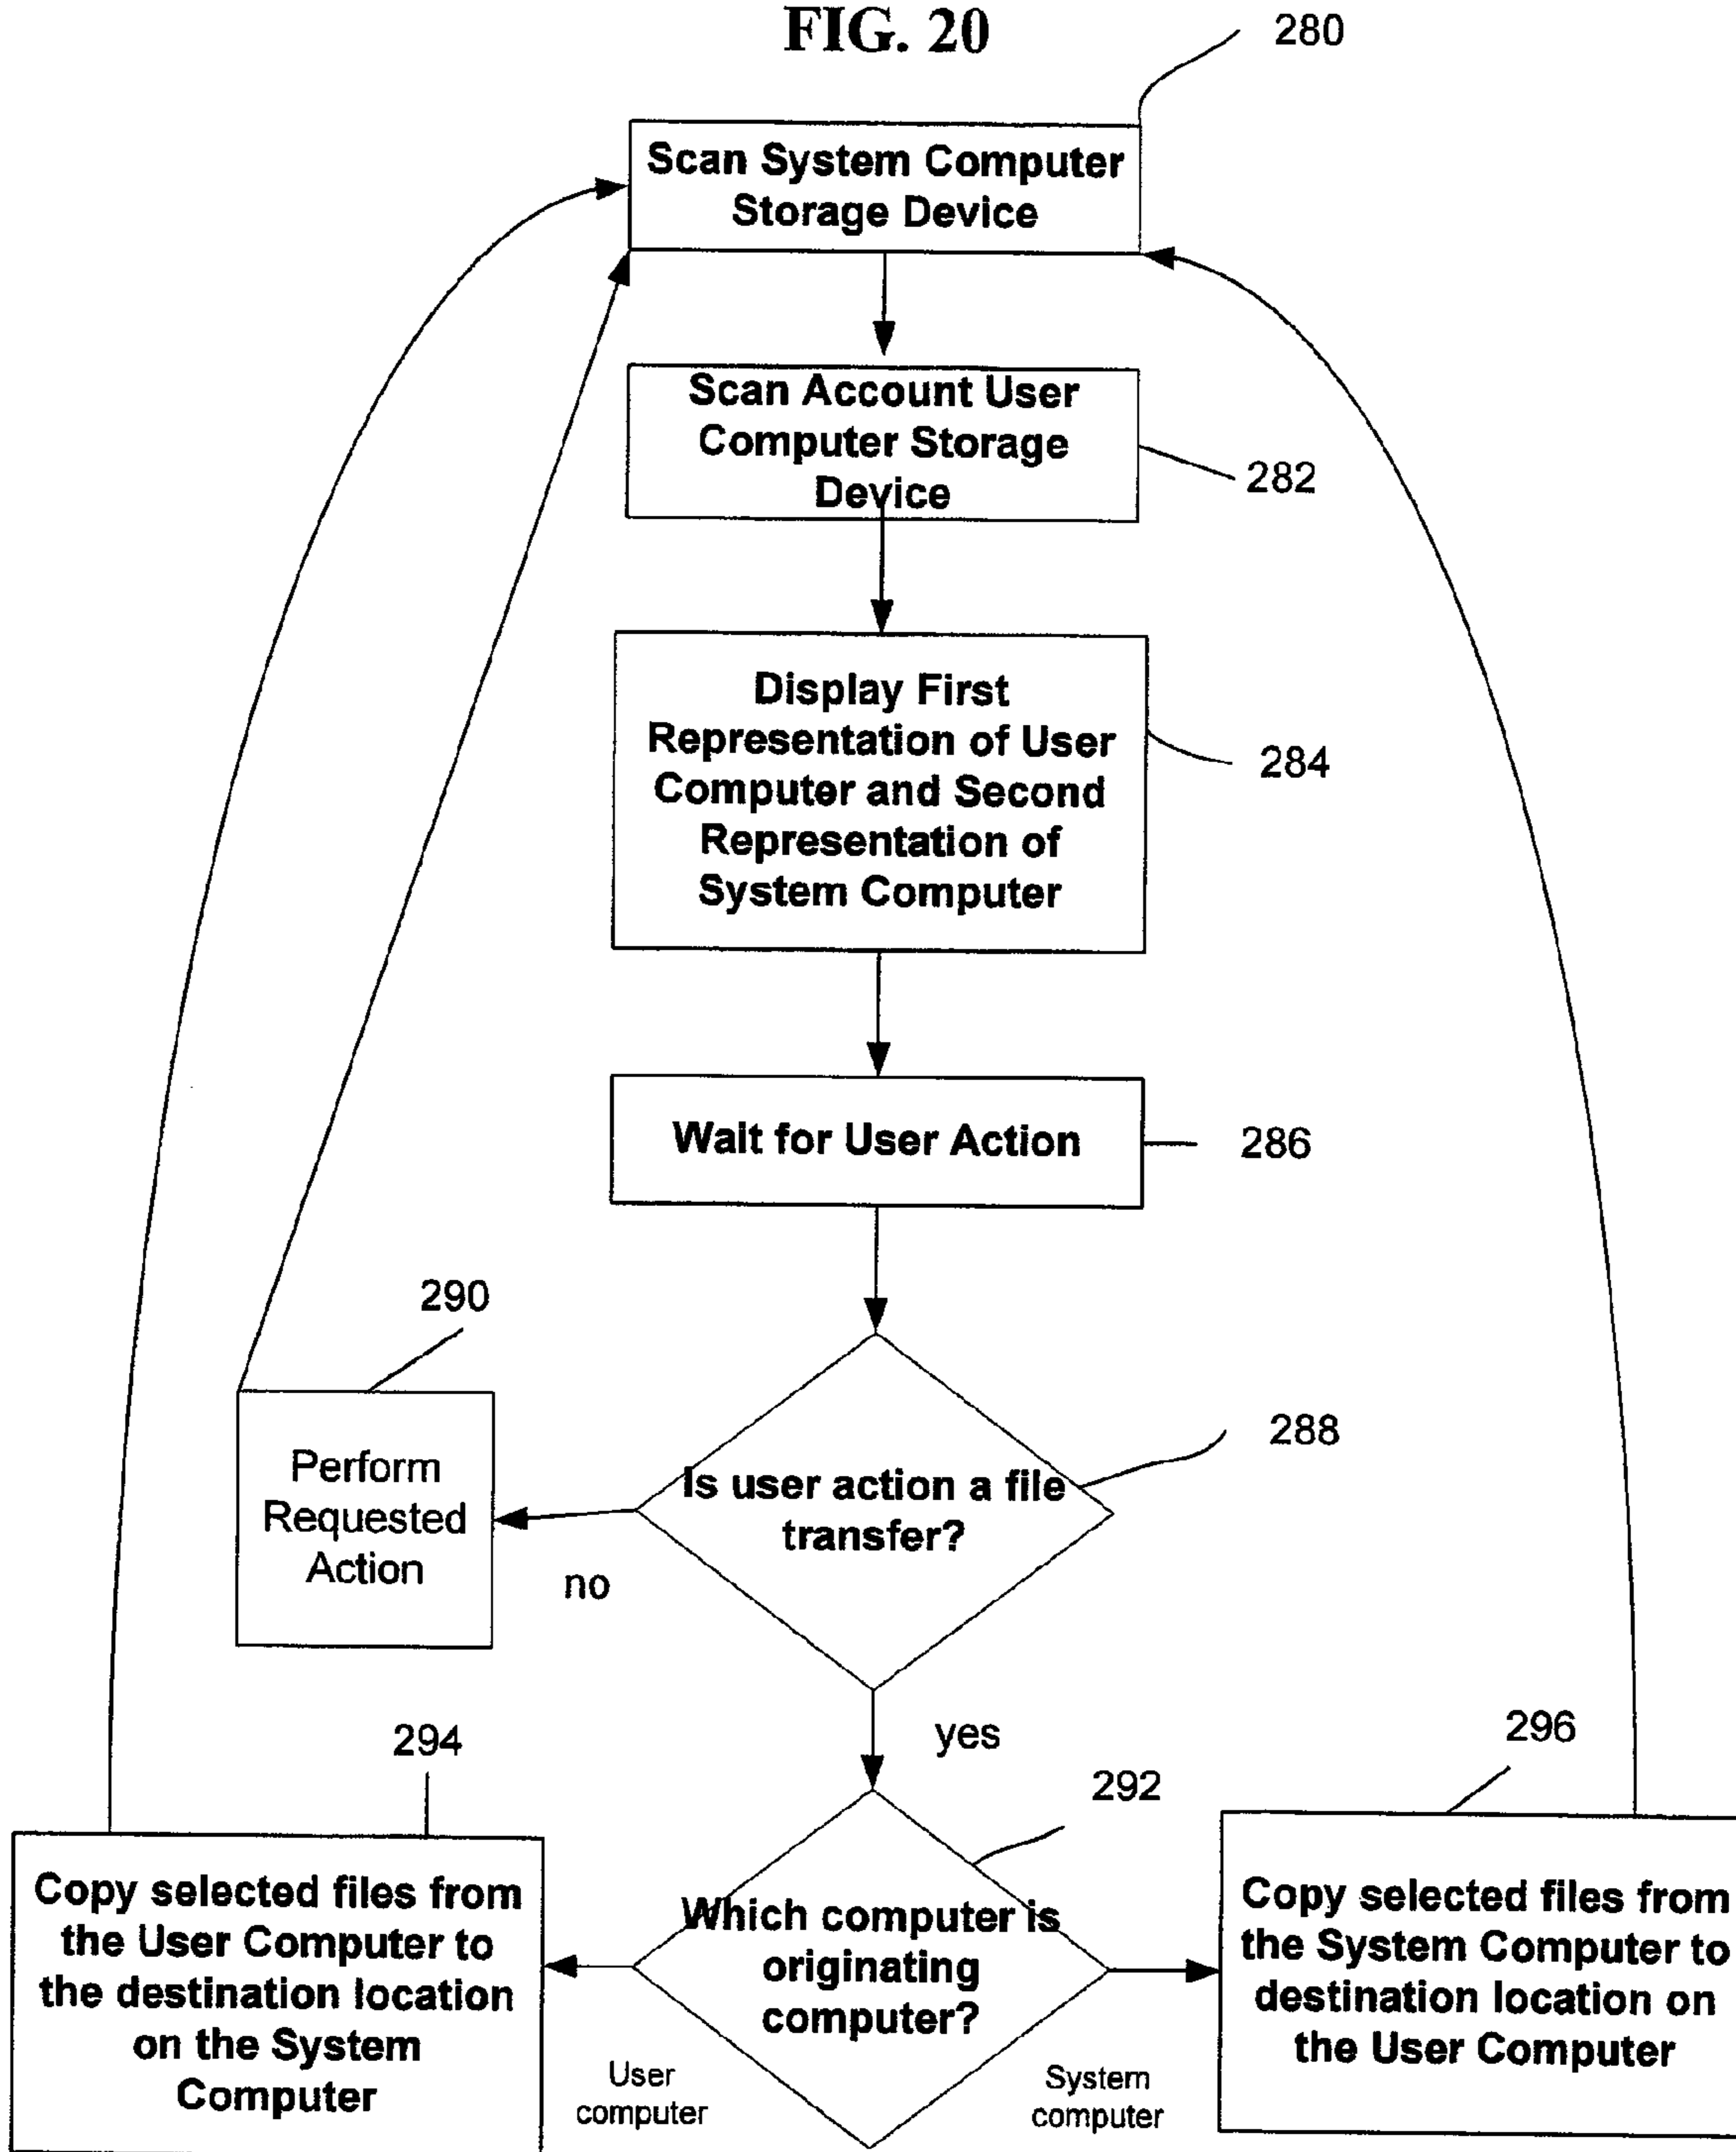 FIG. 20
280
Scan System Computer
Storage Device
Scan Account User
Computer Storage
Device
282
Display First
Representation of User
Computer and Second
Representation of
System Computer
284
Wait for User Action
286
290
288
Perform
Requested
Action
Is user action a file
transfer?
no
yes
294
292
296
Copy selected files from
the User Computer to
the destination location
on the System
Computer
Which computer is
originating
computer?
Copy selected files from
the System Computer to
destination location on
the User Computer
User
computer
System
computer